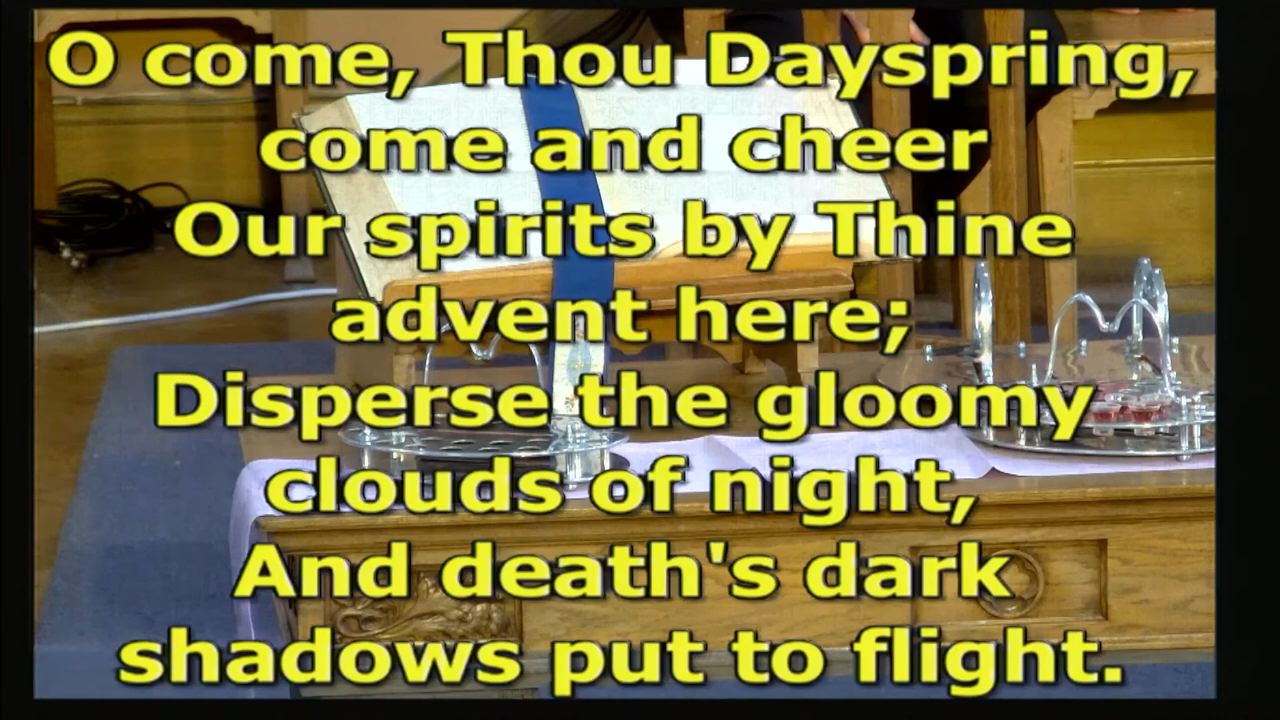 O come, Thou Dayspring,
come and cheer
Our spirits by Thine
advent here;
Disperse the gloomy
clouds of night,
And death's dark
shadows put to flight.